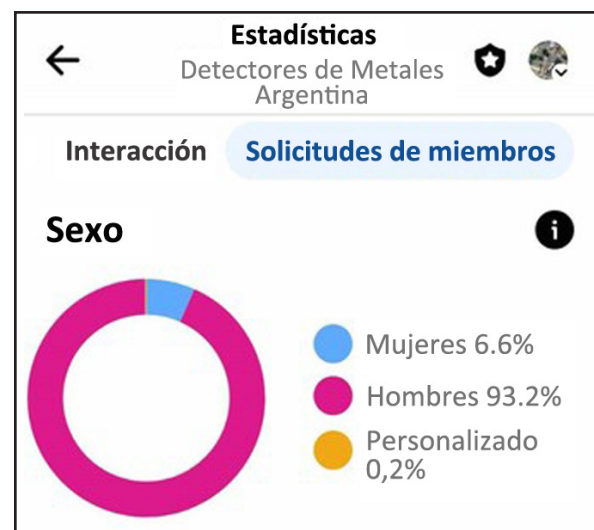 Estadísticas
Detectores de Metales
Argentina
Interacción Solicitudes de miembros
Sexo
Mujeres 6.6%
Hombres 93.2%
Personalizado
0,2%